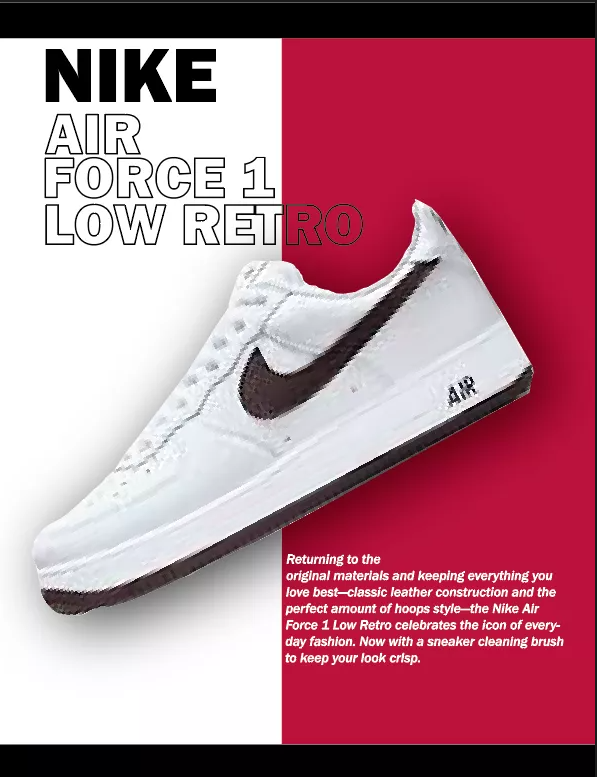 NIKE
AIR
FORCE 1
LOW RETRO
AIR
Returning to the
original materials and keeping everything you
love best—classic leather construction and the
perfect amount of hoops style—the Nike Air
Force 1 Low Retro celebrates the icon of every-
day fashion. Now with a sneaker cleaning brush
to keep your look crisp.